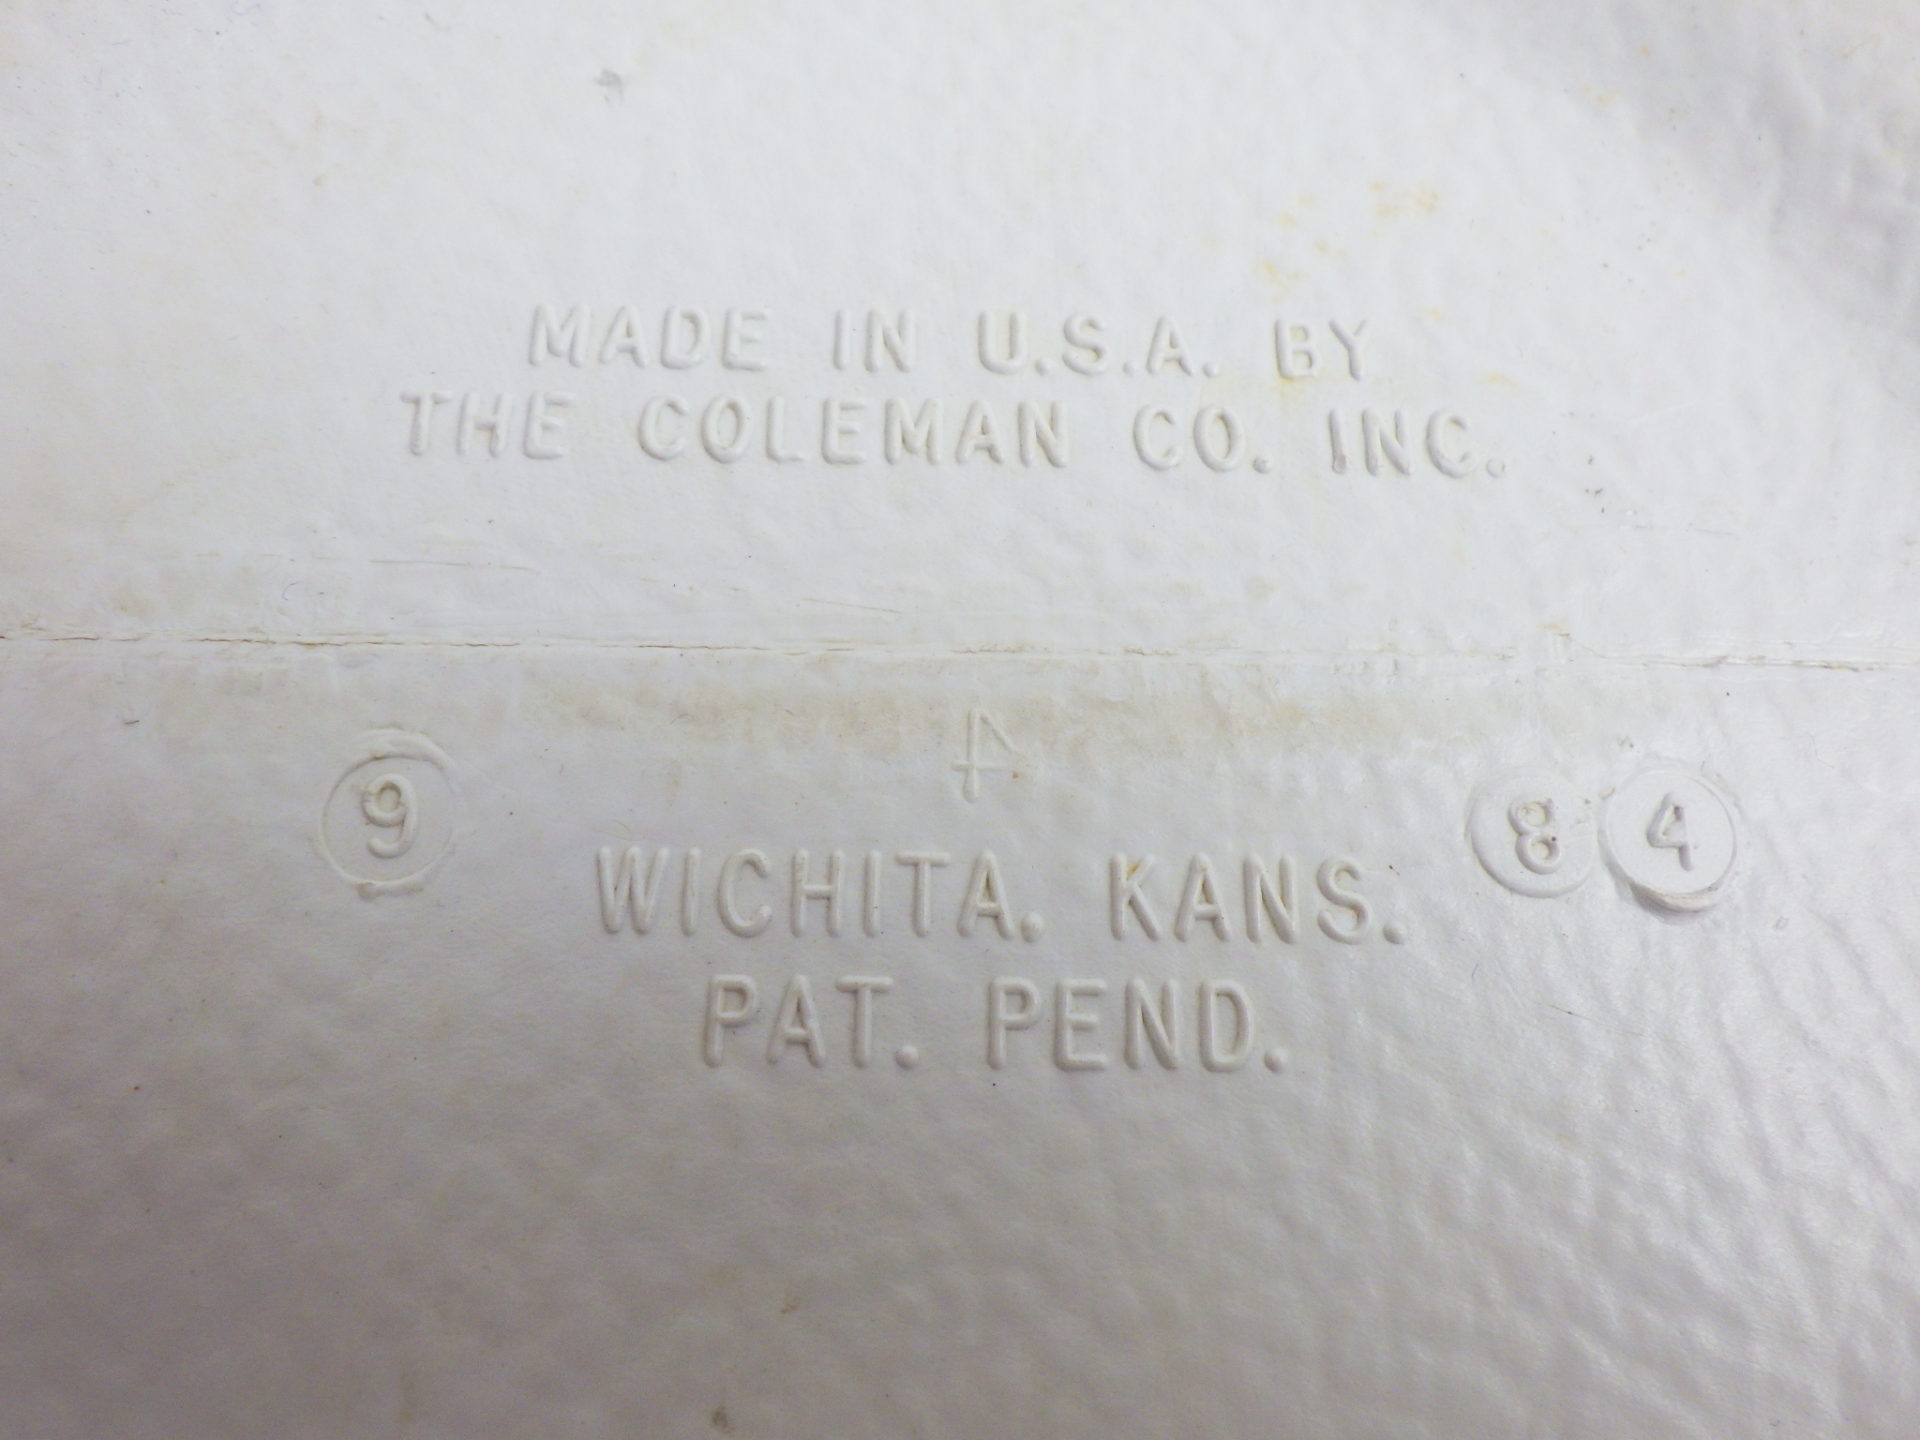 MADE IN U.S.A. BY
THE COLEMAN CO. INC.
4
9 8 4
WICHITA. KANS.
PAT. PEND.